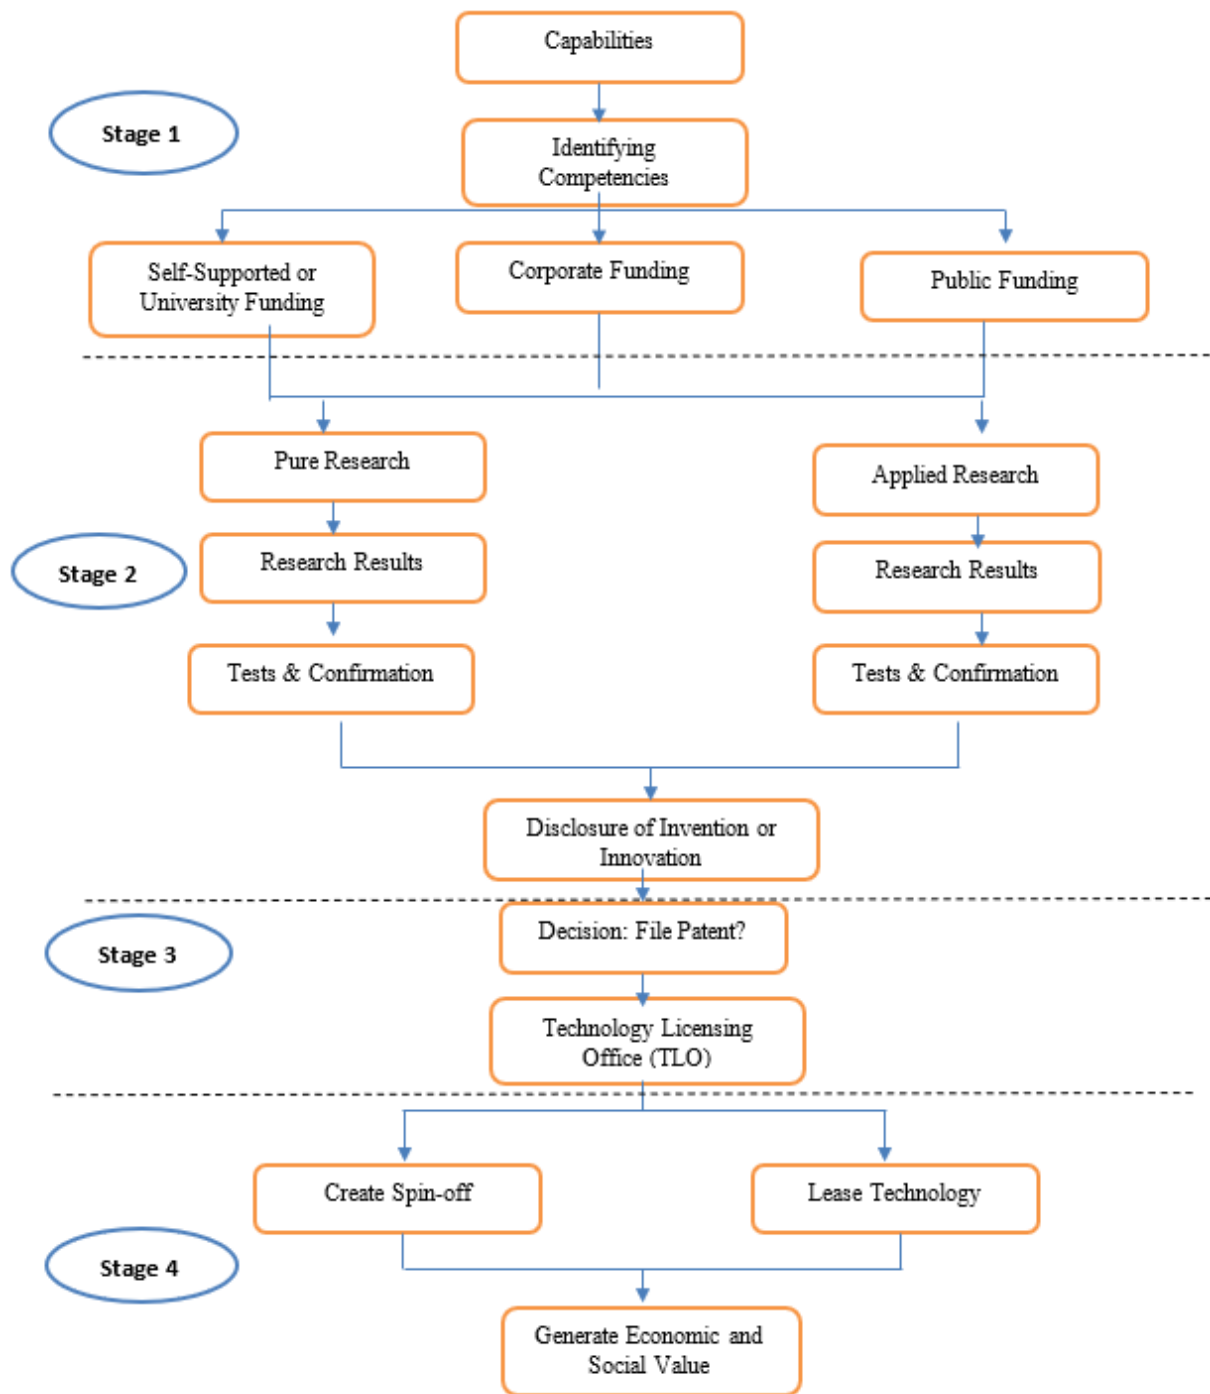 Capabilities
Stage 1
Identifying
Competencies
Self-Supported or
University Funding
Corporate Funding
Public Funding
Pure Research
Applied Research
Stage 2
Research Results
Research Results
Tests & Confirmation
Tests & Confirmation
Disclosure of Invention or
Innovation
Stage 3
Decision: File Patent?
Technology Licensing
Office (TLO)
Create Spin-off
Lease Technology
Stage 4
Generate Economic and
Social Value